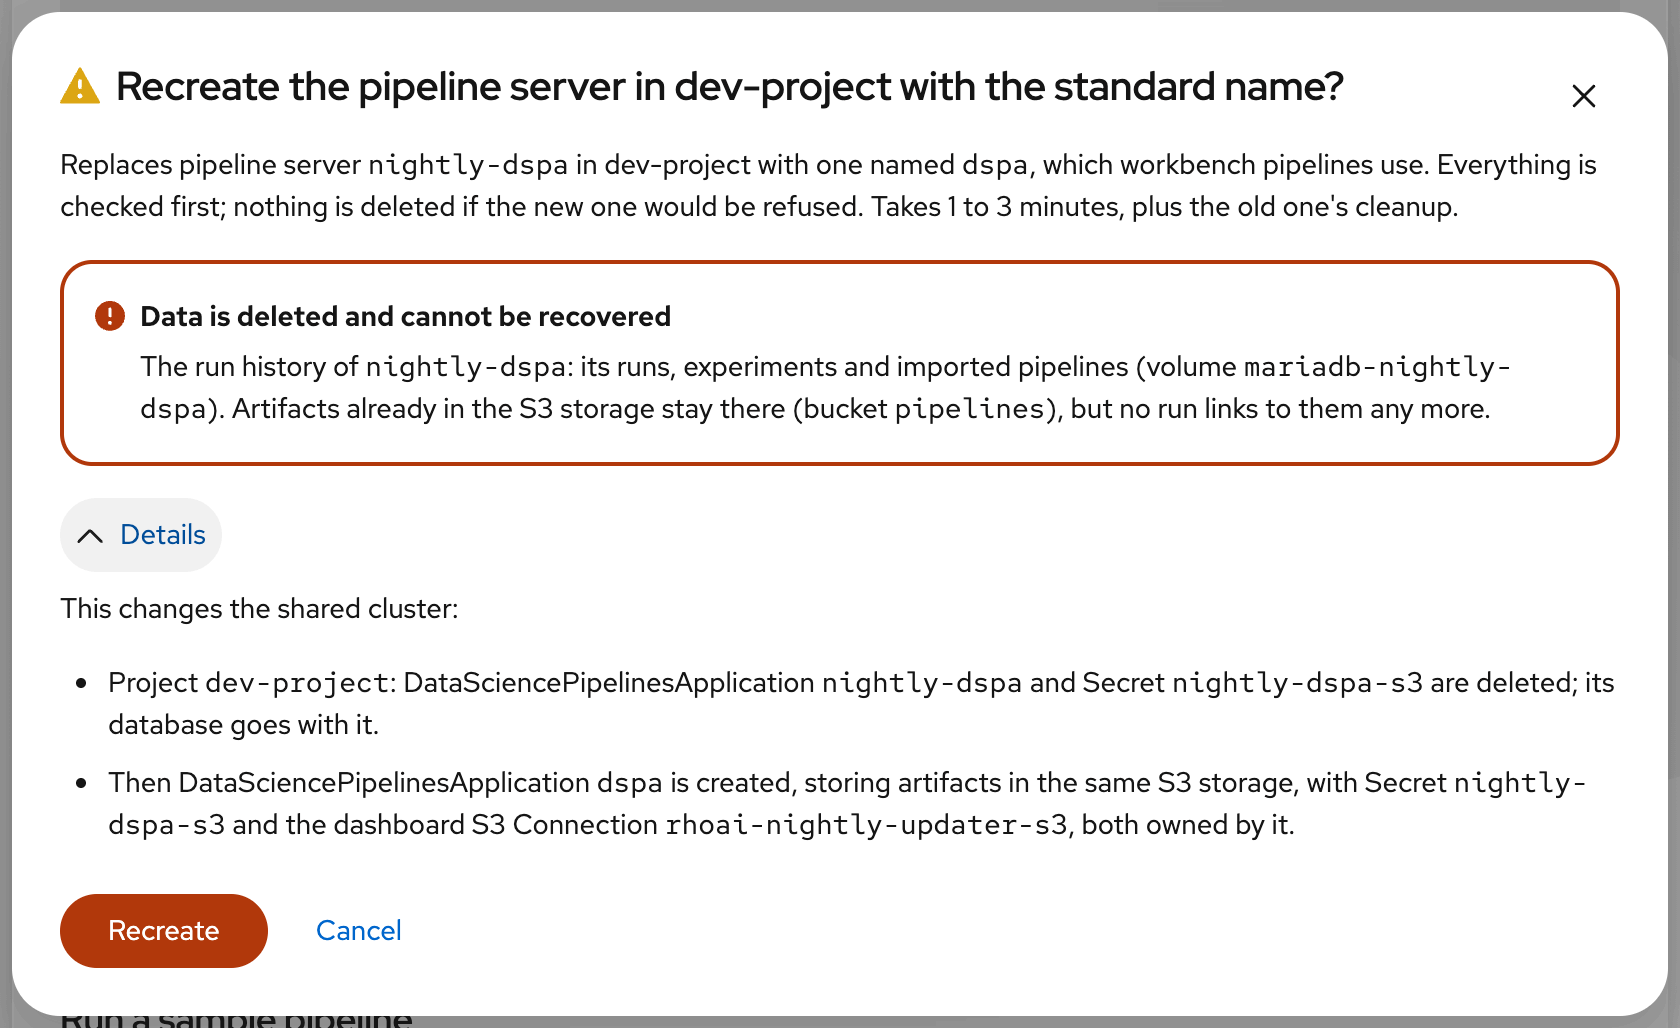 Recreate the pipeline server in dev-project with the standard name?
Replaces pipeline server nightly-dspa in dev-project with one named dspa, which workbench pipelines use. Everything is
checked first; nothing is deleted if the new one would be refused. Takes 1 to 3 minutes, plus the old one's cleanup.
Data is deleted and cannot be recovered
The run history of nightly-dspa: its runs, experiments and imported pipelines (volume mariadb-nightly-
dspa). Artifacts already in the S3 storage stay there (bucket pipelines), but no run links to them any more.
Details
This changes the shared cluster:
• Project dev-project: DataSciencePipelinesApplication nightly-dspa and Secret nightly-dspa-s3 are deleted; its
database goes with it.
• Then DataSciencePipelinesApplication dspa is created, storing artifacts in the same S3 storage, with Secret nightly-
dspa-s3 and the dashboard S3 Connection rhoai-nightly-updater-s3, both owned by it.
Recreate Cancel
Run a sample pipeline